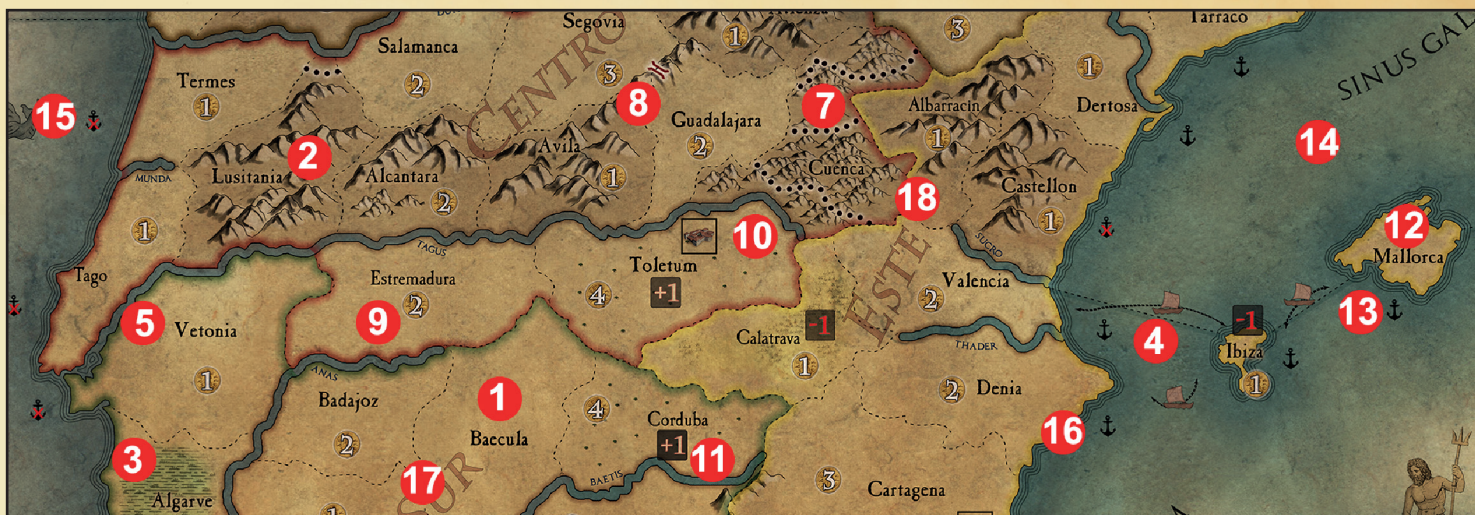 Segovia
3
1
3
Tarraco
SINUS GAL
Salamanca
2
Termes
1
CENTRO
8
7
1
Dertosa
Albarracin
1
15
14
2
Guadalajara
2
Avila
1
Cuenca
Lusitania
Alcantara
2
MUNDA
1
Castellon
1
18
12
Mallorca
TAGUS
10
SUCRO
Tago
Estremadura
2
Toletum
+1
4
ESTE
Valencia
2
13
5
Vetonia
9
Calatrava
-1
1
4
-1
Ibiza
1
THADER
1
ANAS
Badajoz
2
1
Baecula
4
Corduba
+1
2
Denia
16
3
11
17
SUR
BAETIS
3
Cartagena
Algarve
1